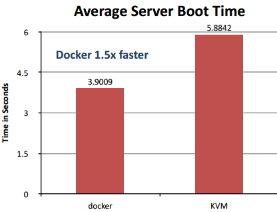 Average Server Boot Time
Time in Seconds
6
4.5
3
1.5
0
Docker 1.5x faster
3.9009
5.8842
docker
KVM